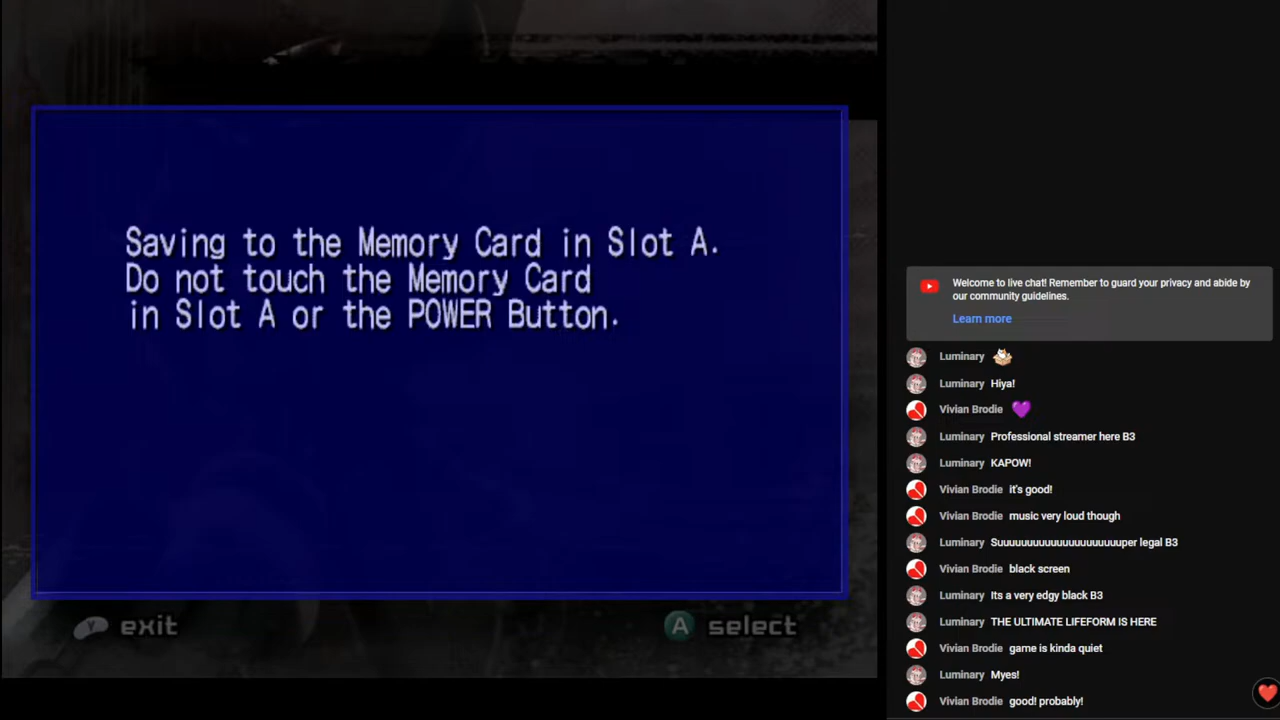 Saving to the Memory Card in Slot A.
Do not touch the Memory Card
in Slot A or the POWER Button.
Y exit
A select
Welcome to live chat! Remember to guard your privacy and abide by
our community guidelines.
Learn more
Luminary
Luminary Hiya!
Vivian Brodie
Luminary Professional streamer here B3
Luminary KAPOW!
Vivian Brodie it's good!
Vivian Brodie music very loud though
Luminary Suuuuuuuuuuuuuuuuuuuuper legal B3
Vivian Brodie black screen
Luminary Its a very edgy black B3
Luminary THE ULTIMATE LIFEFORM IS HERE
Vivian Brodie game is kinda quiet
Luminary Myes!
Vivian Brodie good! probably!